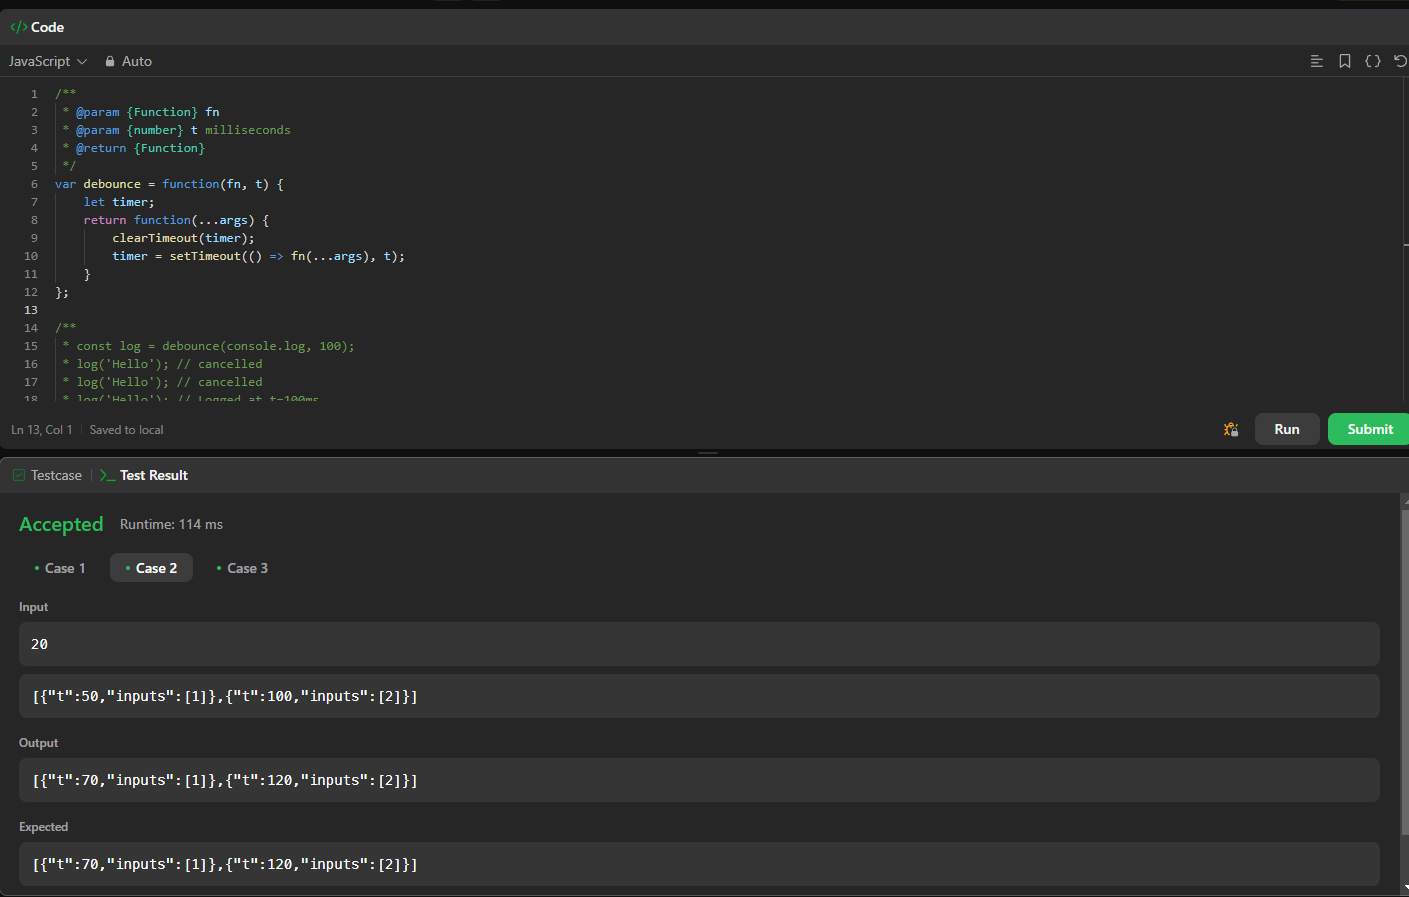 </> Code
JavaScript Auto
1 /**
2  * @param {Function} fn
3  * @param {number} t milliseconds
4  * @return {Function}
5  */
6 var debounce = function(fn, t) {
7     let timer;
8     return function(...args) {
9         clearTimeout(timer);
10         timer = setTimeout(() => fn(...args), t);
11     }
12 };
13
14 /**
15  * const log = debounce(console.log, 100);
16  * log('Hello'); // cancelled
17  * log('Hello'); // cancelled
18  * log('Hello'); // Logged at t=100ms
Ln 13, Col 1 Saved to local
Run Submit
Testcase >_ Test Result
Accepted Runtime: 114 ms
Case 1 Case 2 Case 3
Input
20
[{"t":50,"inputs":[1]},{"t":100,"inputs":[2]}]
Output
[{"t":70,"inputs":[1]},{"t":120,"inputs":[2]}]
Expected
[{"t":70,"inputs":[1]},{"t":120,"inputs":[2]}]